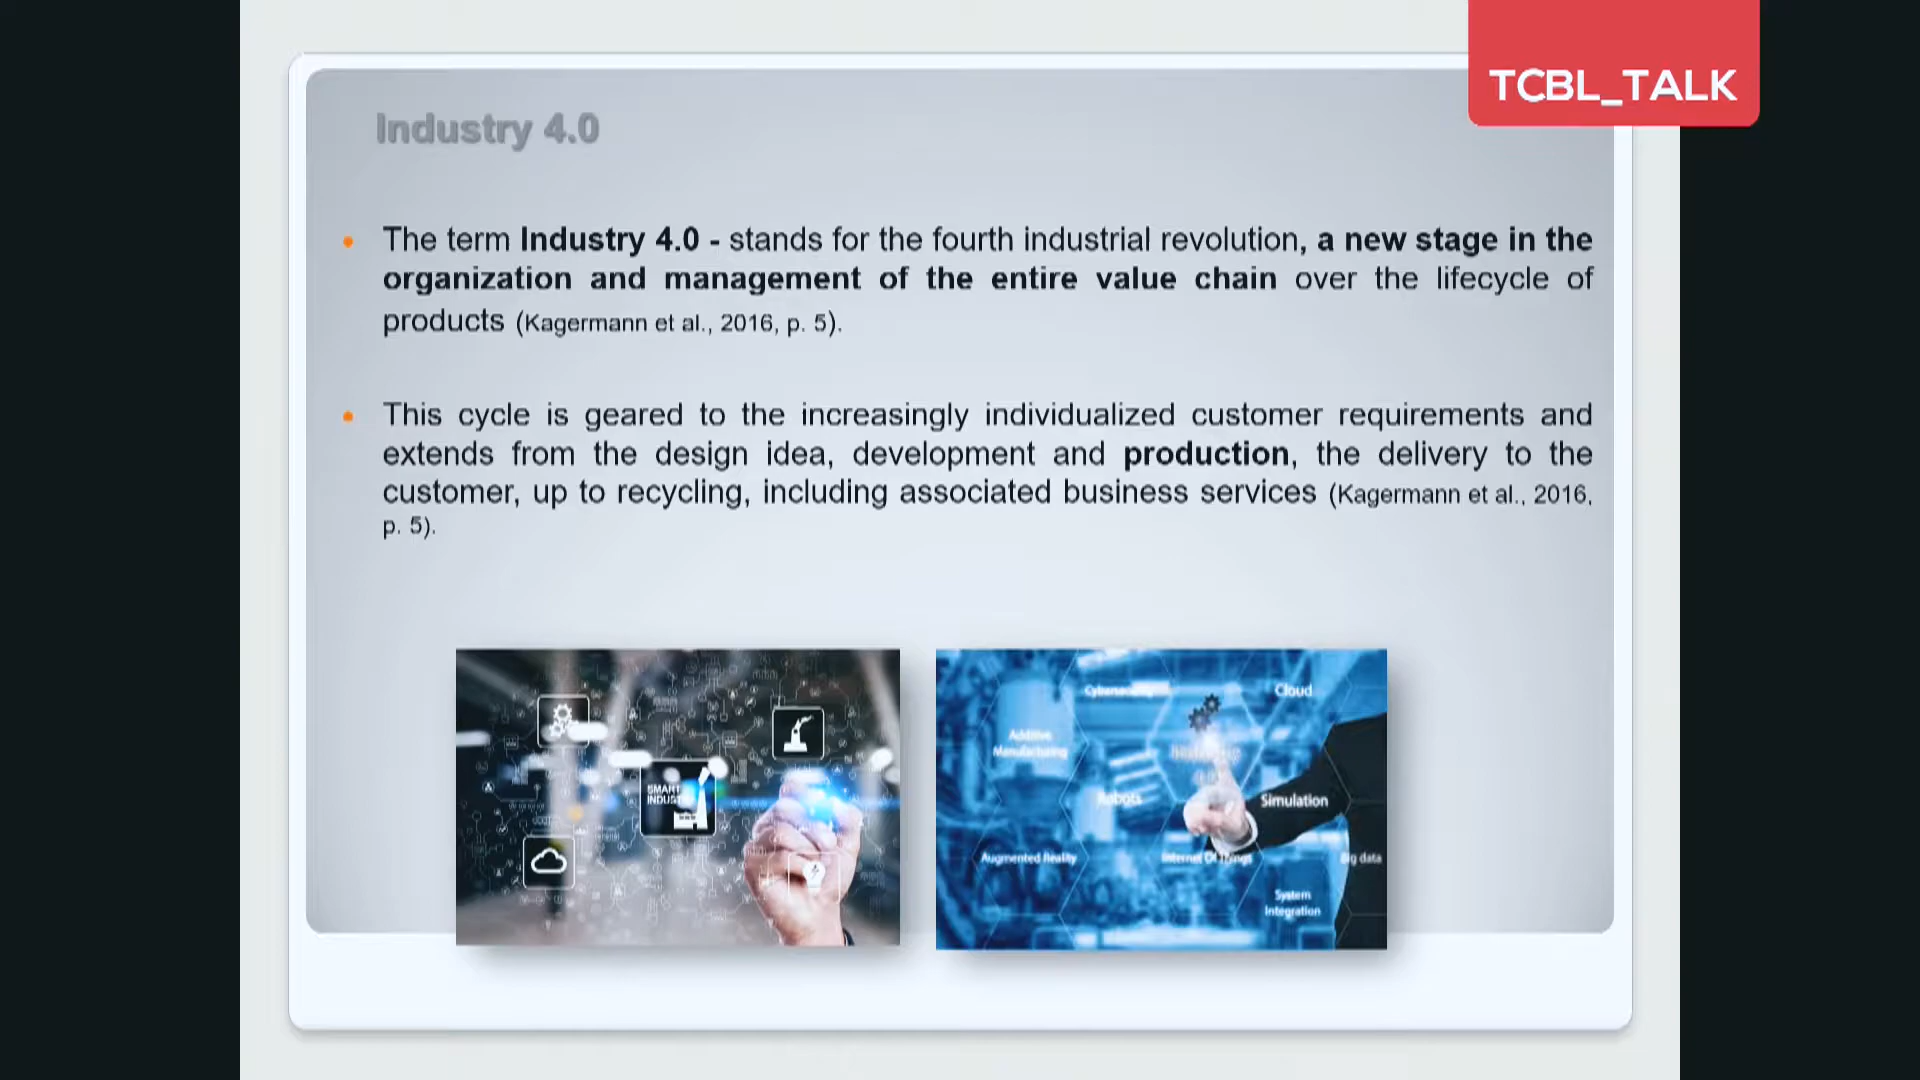 TCBL_TALK
Industry 4.0
The term Industry 4.0 - stands for the fourth industrial revolution, a new stage in the
organization and management of the entire value chain over the lifecycle of
products (Kagermann et al., 2016, p. 5).
This cycle is geared to the increasingly individualized customer requirements and
extends from the design idea, development and production, the delivery to the
customer, up to recycling, including associated business services (Kagermann et al., 2016,
p. 5).
SMART
Cloud
Additive
Manufacturing
Robots
Simulation
Augmented Reality
Internet Of Things
Big data
System
Integration